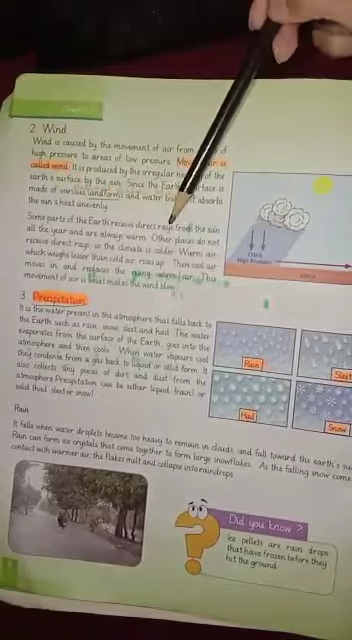 2 Wind
Wind is caused by the movement of air from of
high pressure to areas of low pressure. is
called wind. It is produced by the irregular of the
earth's surface by the sun. Since the Earth's surface is
made of various landforms and water it absorbs
the sun's heat unevenly.
Some parts of the Earth receive direct rays from the sun
all the year and are always warm. Other places do not
receive direct rays, so the climate is colder. Warm air
which weighs lesser than cold air, rises up. Then cool air
moves in and replaces the rising warm air. This
movement of air is what makes the wind blow.
COLD
High Pressure
3 Precipitation
It is the water present in the atmosphere that falls back to
the Earth such as rain, snow, sleet and hail. The water
evaporates from the surface of the Earth, goes into the
atmosphere and then cools. When water vapours cool
they condense from a gas back to liquid or solid form. It
also collects tiny pieces of dirt and dust from the
atmosphere. Precipitation can be either liquid (rain) or
solid (hail, sleet or snow).
Rain
Sleet
Hail
Snow
Rain
It falls when water droplets become too heavy to remain in clouds, and fall toward the earth's
Rain can form ice crystals that come together to form large snowflakes. As the falling snow
contact with warmer air, the flakes melt and collapse into raindrops.
Did you know?
Ice pellets are rain drops
that have frozen before they
hit the ground.